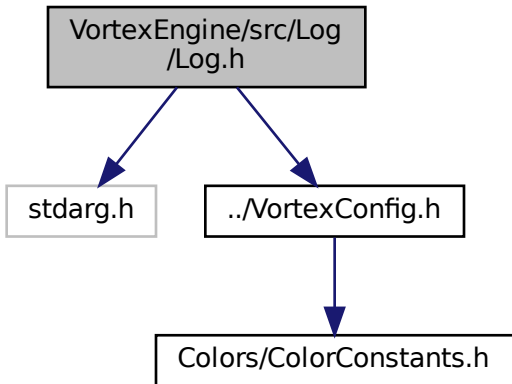 VortexEngine/src/Log
/Log.h
stdarg.h
../VortexConfig.h
Colors/ColorConstants.h